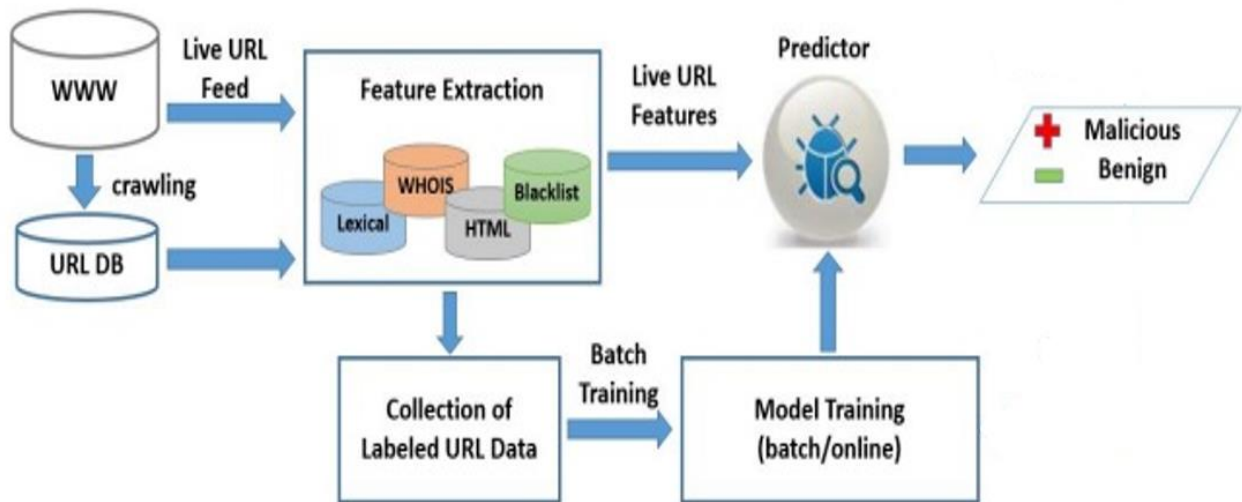 WWW
Live URL
Feed
crawling
URL DB
Feature Extraction
Lexical
WHOIS
HTML
Blacklist
Live URL
Features
Predictor
Malicious
Benign
Collection of
Labeled URL Data
Batch
Training
Model Training
(batch/online)